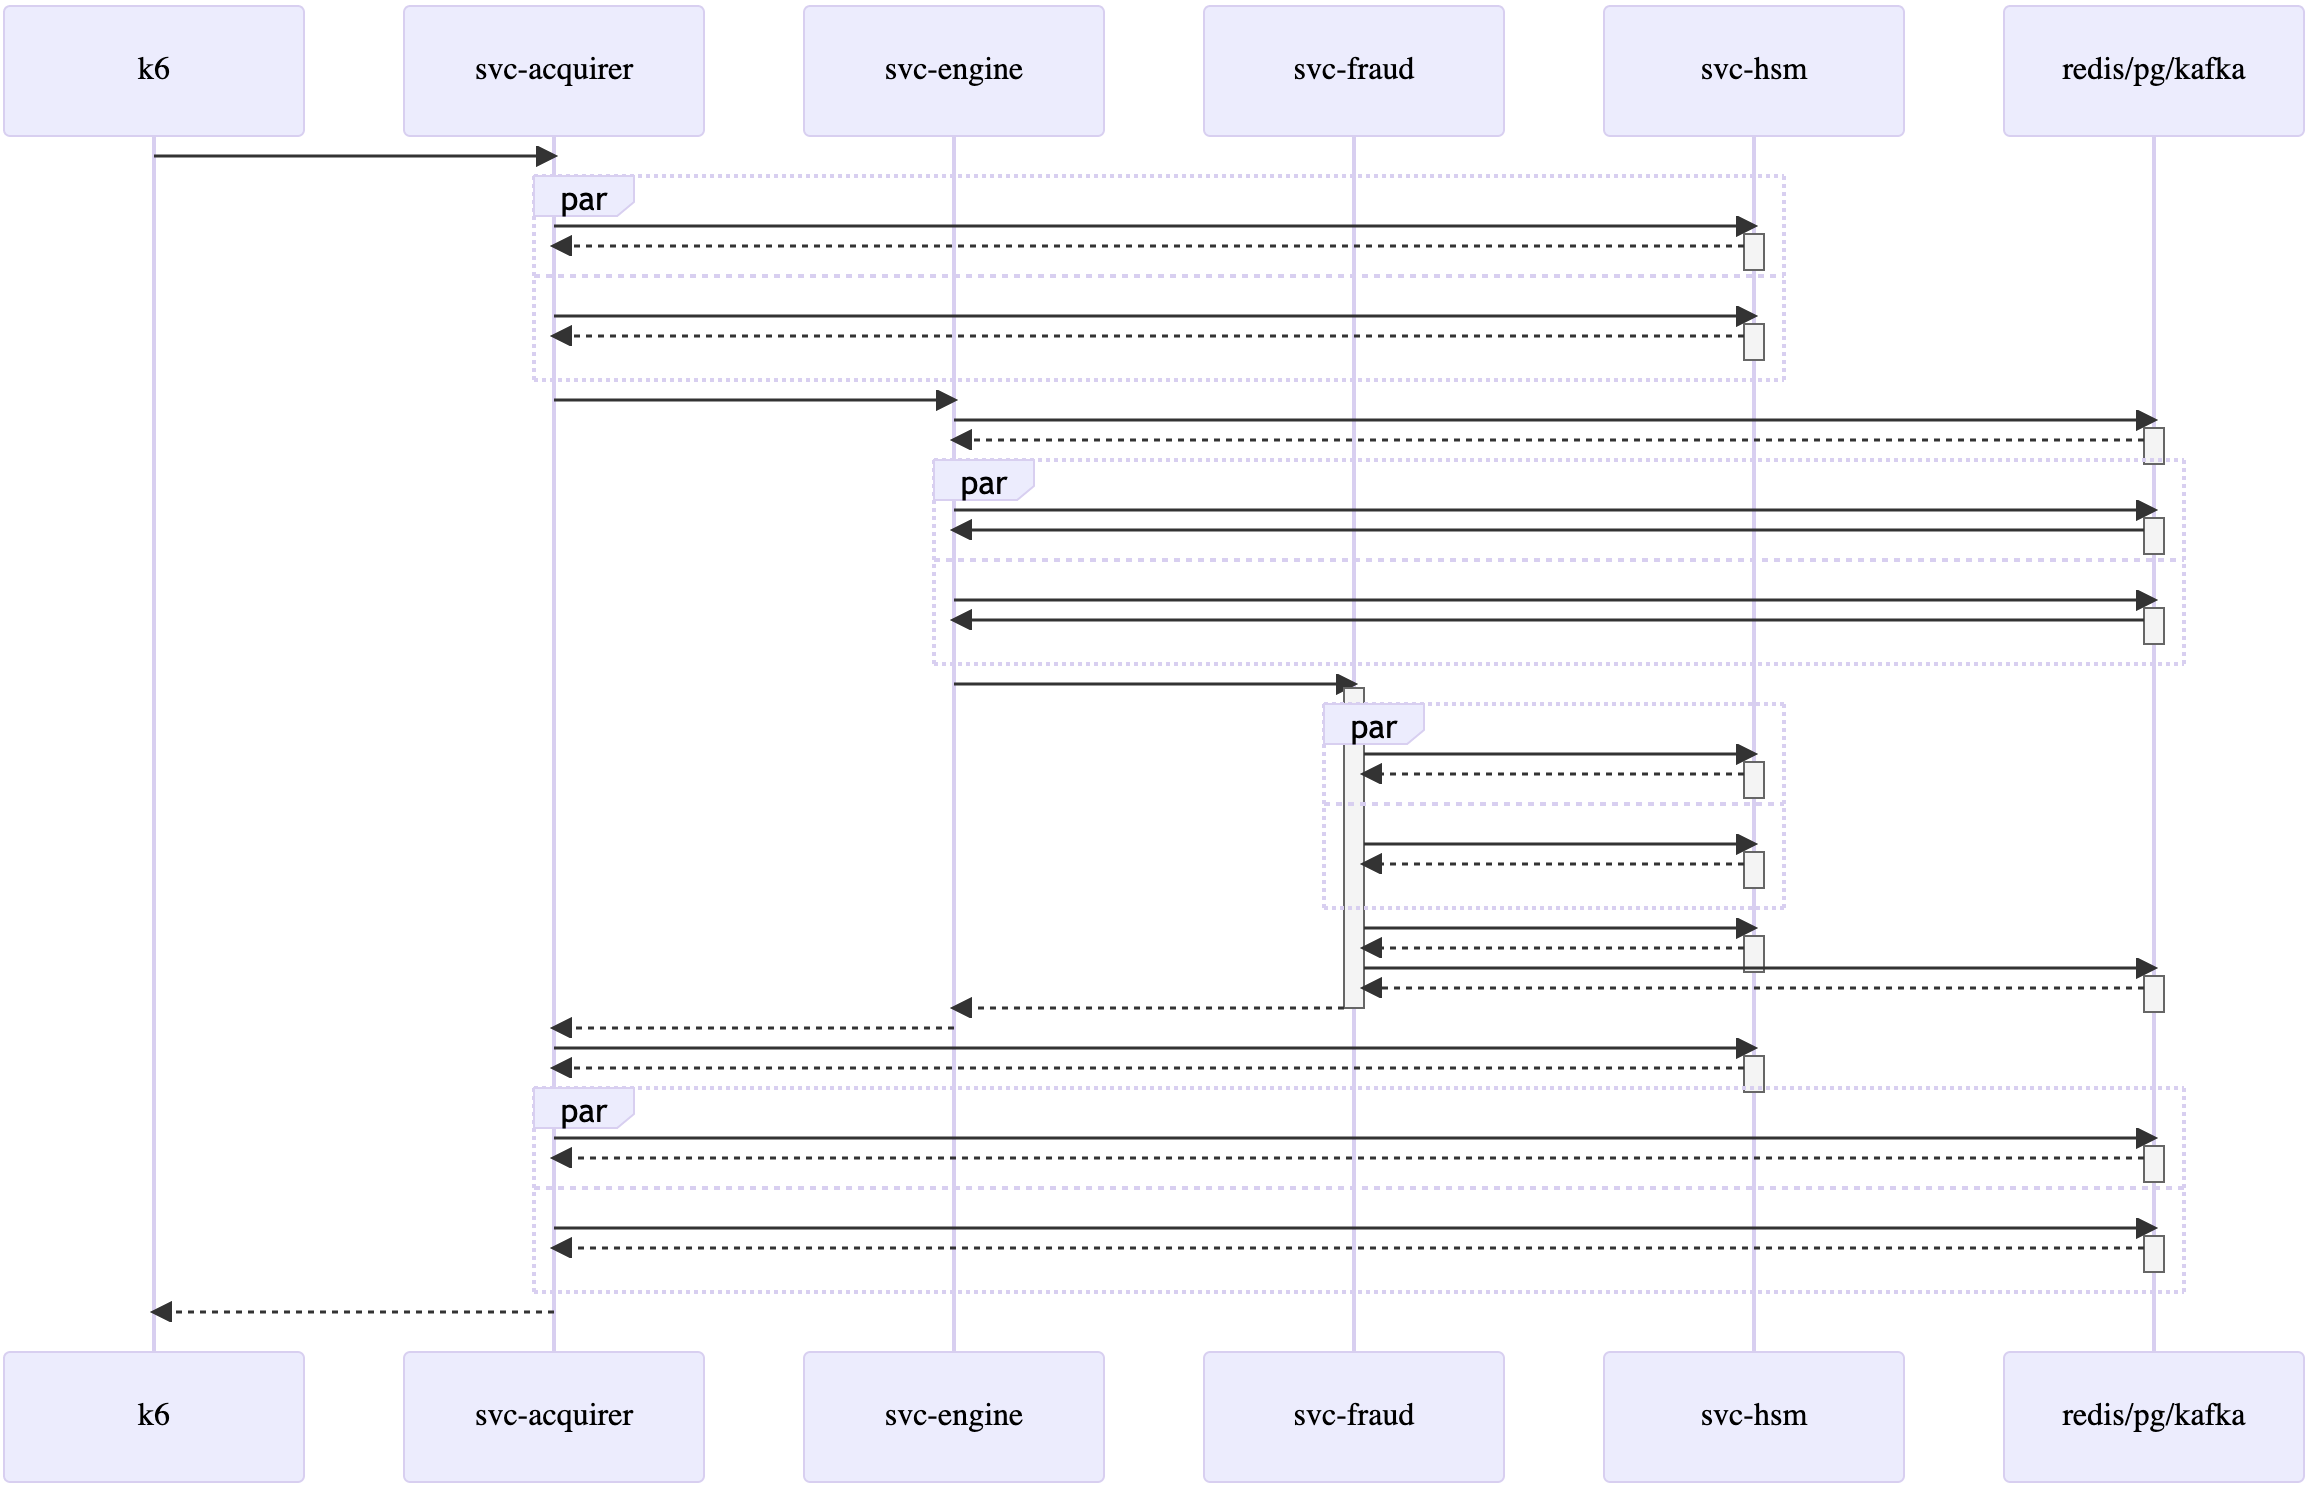 k6
svc-acquirer
svc-engine
svc-fraud
svc-hsm
redis/pg/kafka
par
par
par
par
k6
svc-acquirer
svc-engine
svc-fraud
svc-hsm
redis/pg/kafka